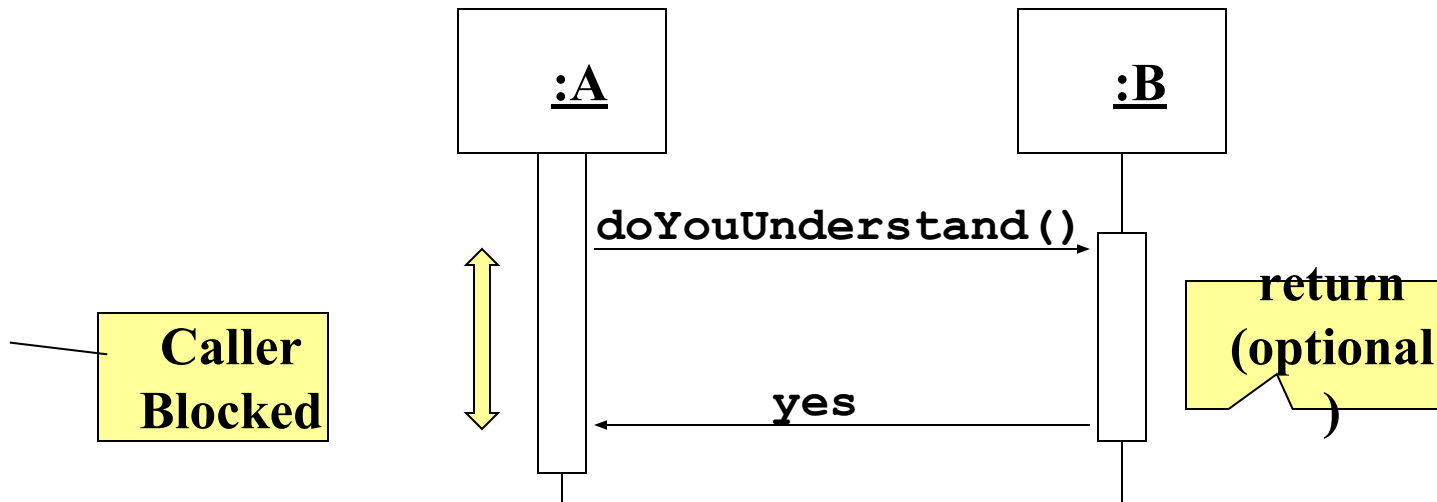 :A
:B
doYouUnderstand()
Caller
Blocked
return
(optional
)
yes